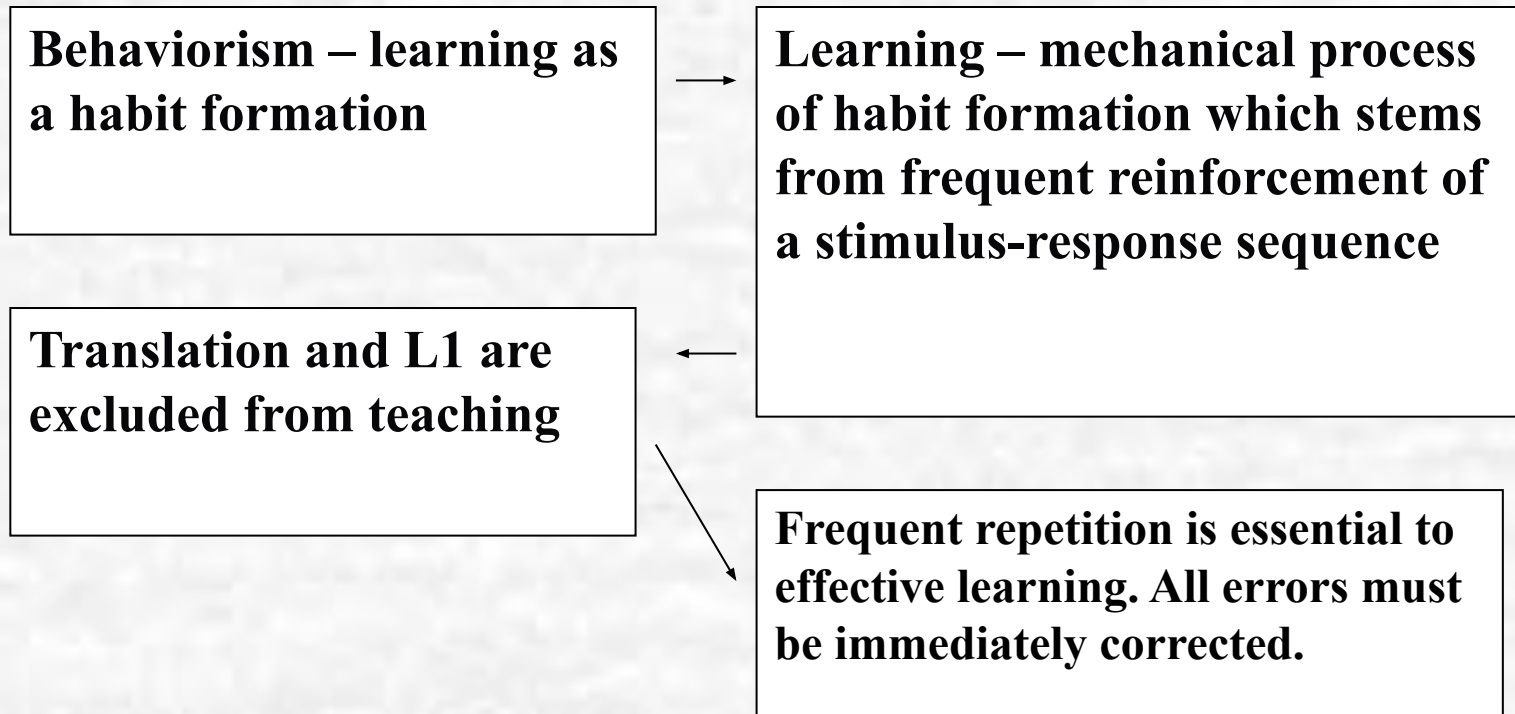 Behaviorism – learning as
a habit formation
Learning – mechanical process
of habit formation which stems
from frequent reinforcement of
a stimulus-response sequence
Translation and L1 are
excluded from teaching
Frequent repetition is essential to
effective learning. All errors must
be immediately corrected.